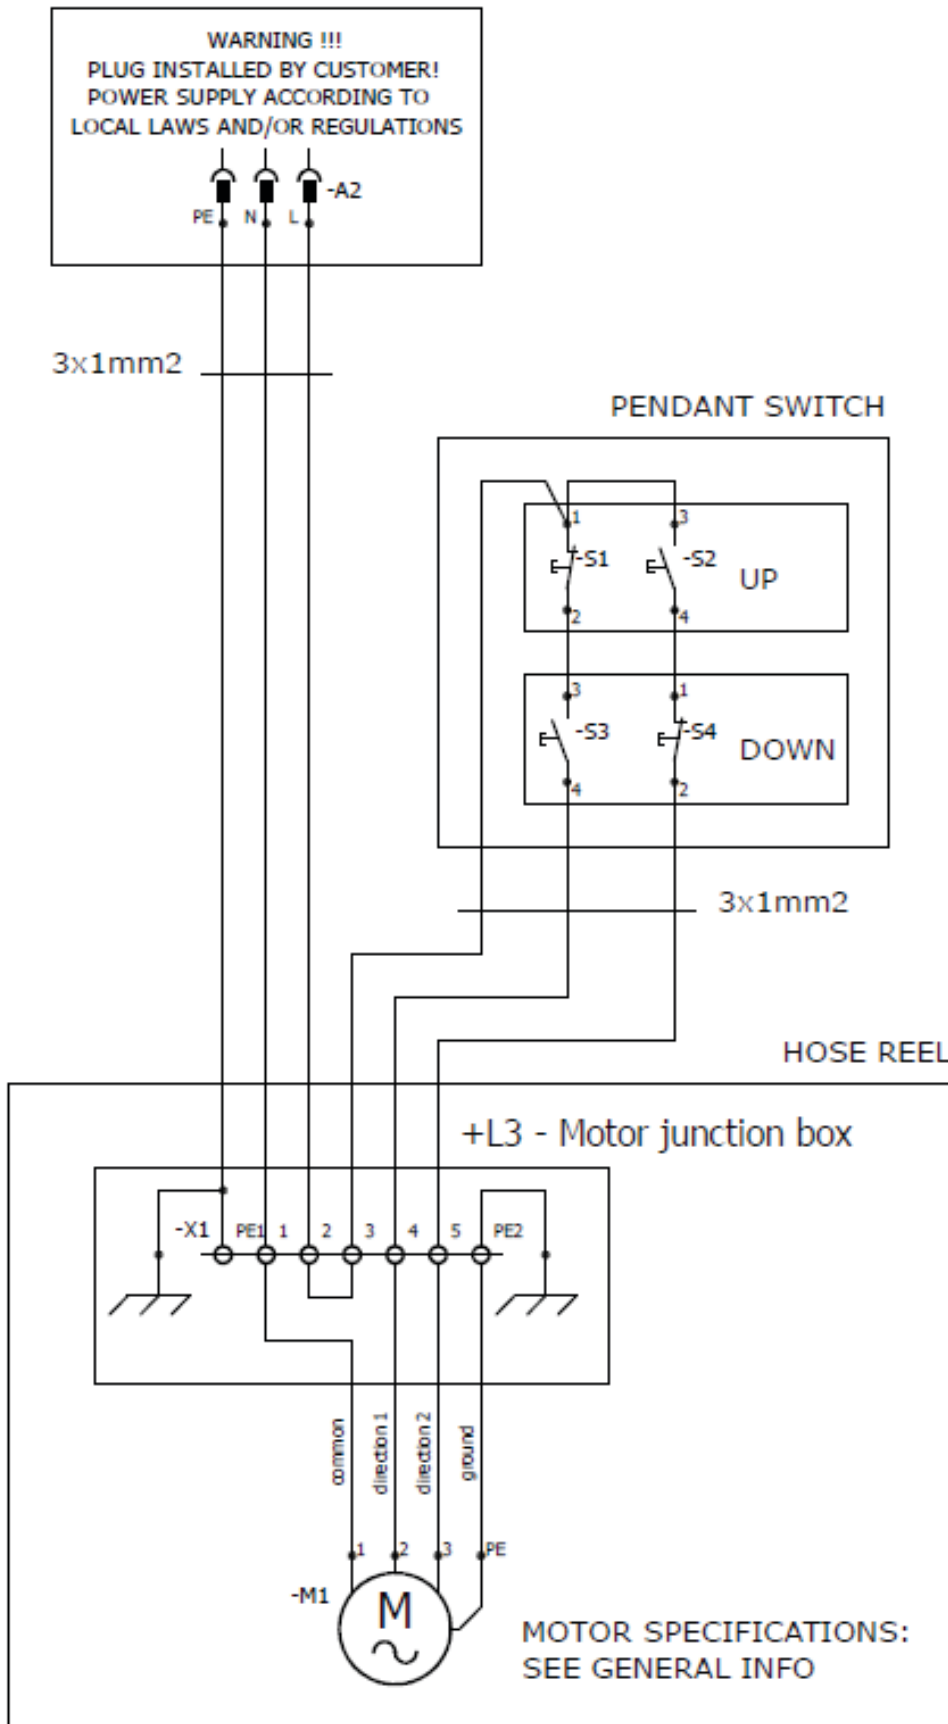 WARNING !!!
PLUG INSTALLED BY CUSTOMER!
POWER SUPPLY ACCORDING TO
LOCAL LAWS AND/OR REGULATIONS
-A2
PE N L
3x1mm2
PENDANT SWITCH
1 3
-S1 -S2
UP
2 4
3 1
-S3 -S4
DOWN
4 2
3x1mm2
HOSE REEL
+L3 - Motor junction box
-X1 PE1 1 2 3 4 5 PE2
common
direction 1
direction 2
ground
1 2 3 PE
-M1
M
MOTOR SPECIFICATIONS:
SEE GENERAL INFO